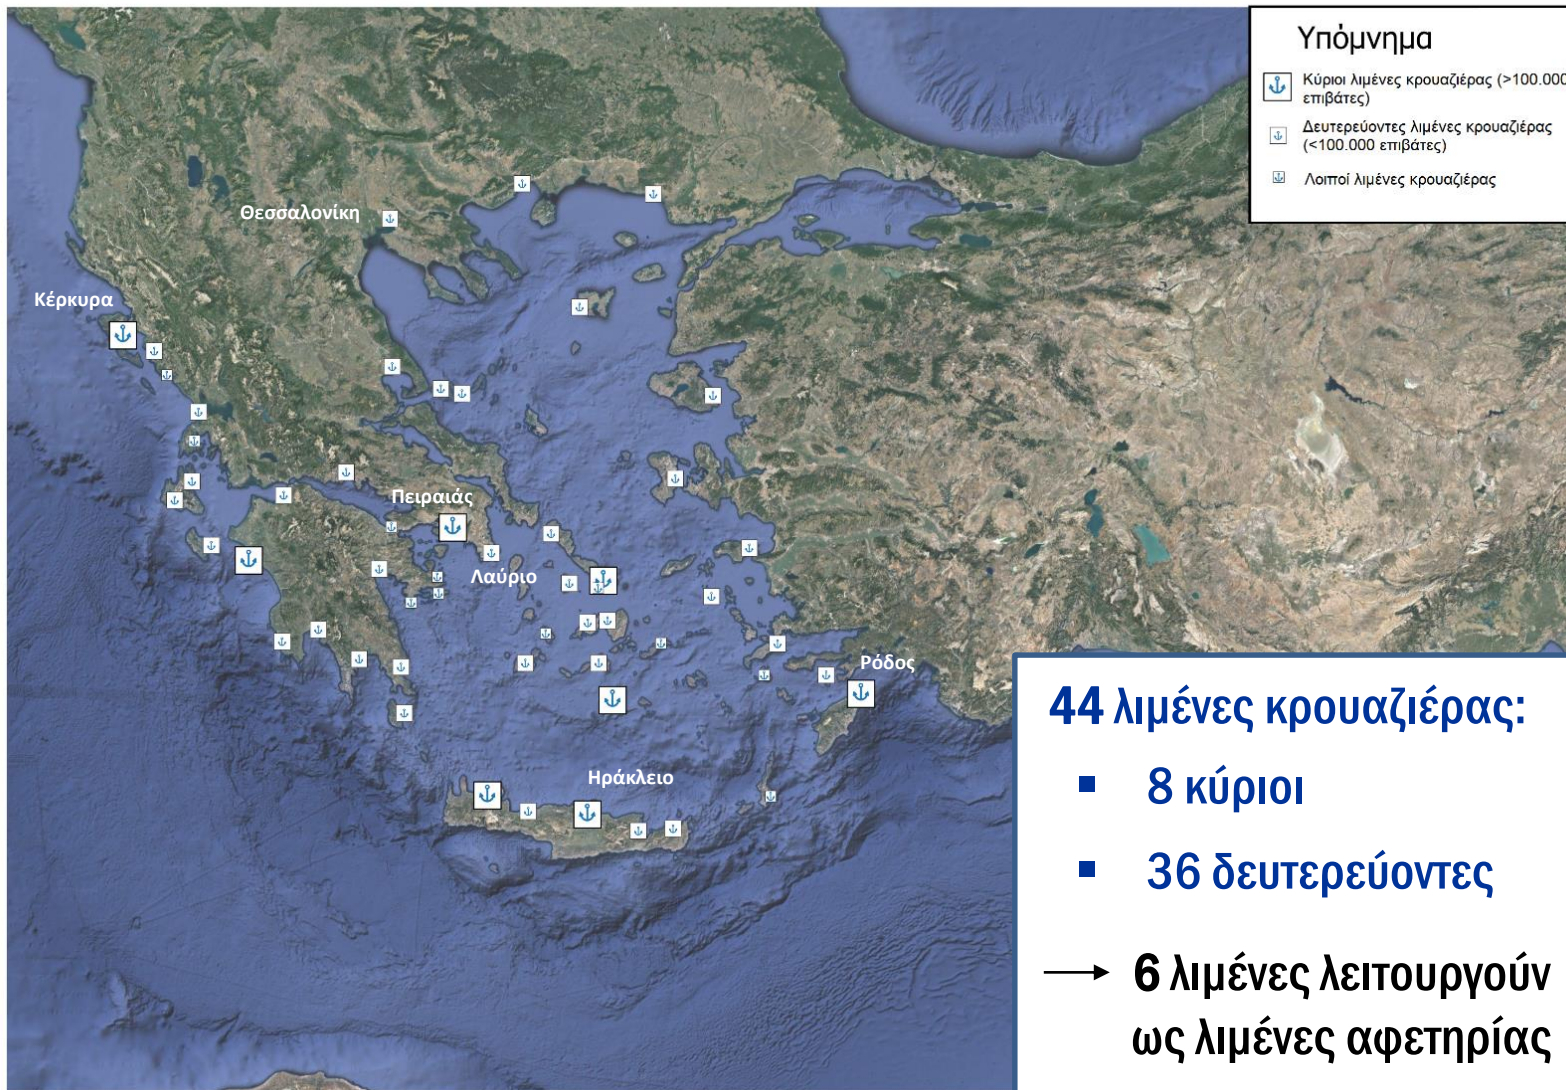 Υπόμνημα
Κύριοι λιμένες κρουαζιέρας (>100.000
επιβάτες)
Δευτερεύοντες λιμένες κρουαζιέρας
(<100.000 επιβάτες)
Λοιποί λιμένες κρουαζιέρας
Θεσσαλονίκη
Κέρκυρα
Πειραιάς
Λαύριο
Ρόδος
Ηράκλειο
44 λιμένες κρουαζιέρας:
▪ 8 κύριοι
▪ 36 δευτερεύοντες
→ 6 λιμένες λειτουργούν
ως λιμένες αφετηρίας